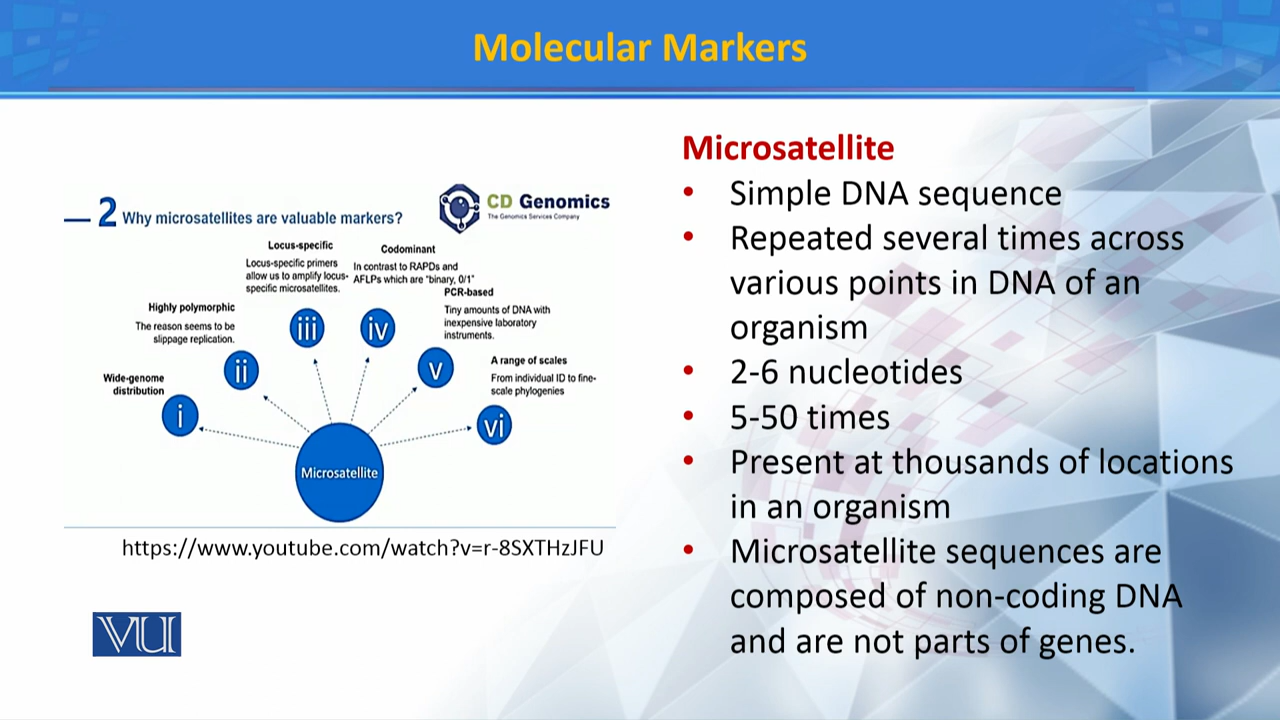 Molecular Markers
2 Why microsatellites are valuable markers?
CD Genomics
The Genomics Services Company
Locus-specific
Locus-specific primers
allow us to amplify locus-
specific microsatellites.
Codominant
In contrast to RAPDs and
AFLPs which are "binary, 0/1"
PCR-based
Tiny amounts of DNA with
inexpensive laboratory
instruments.
Highly polymorphic
The reason seems to be
slippage replication.
A range of scales
From individual ID to fine-
scale phylogenies
Wide-genome
distribution
i
ii
iii
iv
v
vi
Microsatellite
https://www.youtube.com/watch?v=r-8SXTHzJFU
VU
Microsatellite
• Simple DNA sequence
• Repeated several times across
various points in DNA of an
organism
• 2-6 nucleotides
• 5-50 times
• Present at thousands of locations
in an organism
• Microsatellite sequences are
composed of non-coding DNA
and are not parts of genes.